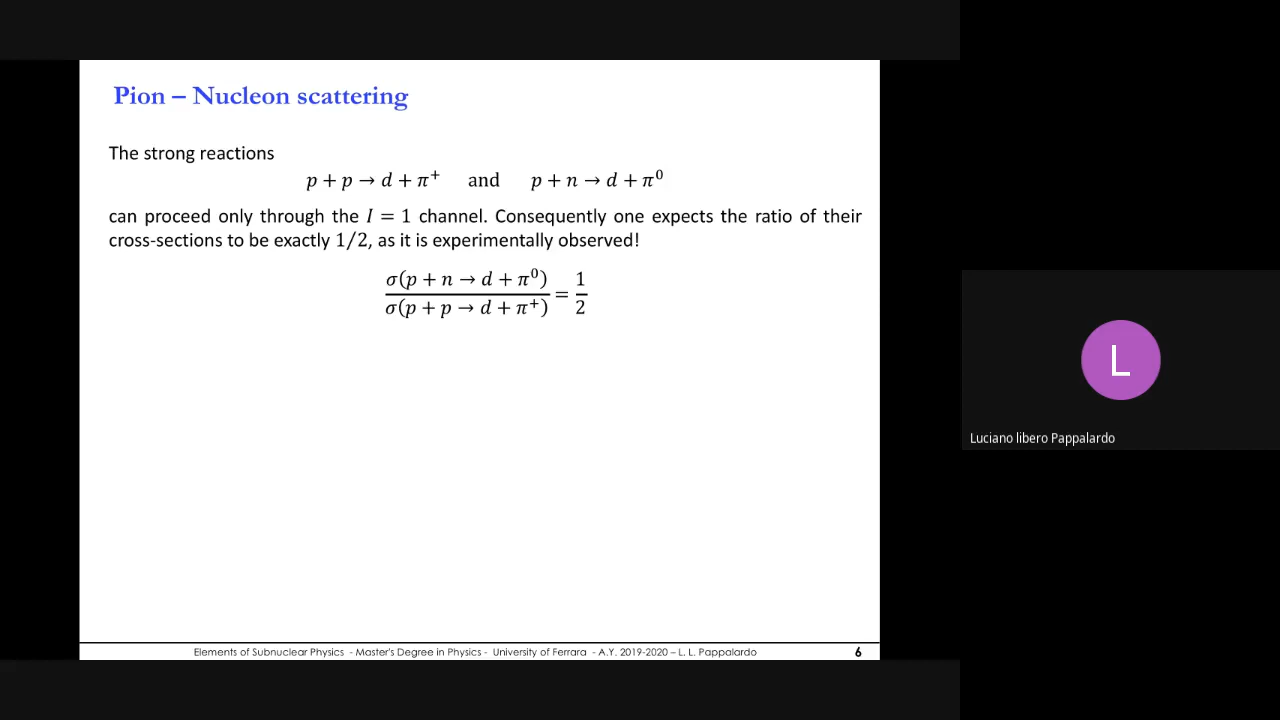 Pion – Nucleon scattering
The strong reactions
p + p → d + π⁺ and p + n → d + π⁰
can proceed only through the I = 1 channel. Consequently one expects the ratio of their
cross-sections to be exactly 1/2, as it is experimentally observed!
σ(p + n → d + π⁰) / σ(p + p → d + π⁺) = 1/2
L
Luciano libero Pappalardo
Elements of Subnuclear Physics - Master's Degree in Physics - University of Ferrara - A.Y. 2019-2020 – L. L. Pappalardo 6